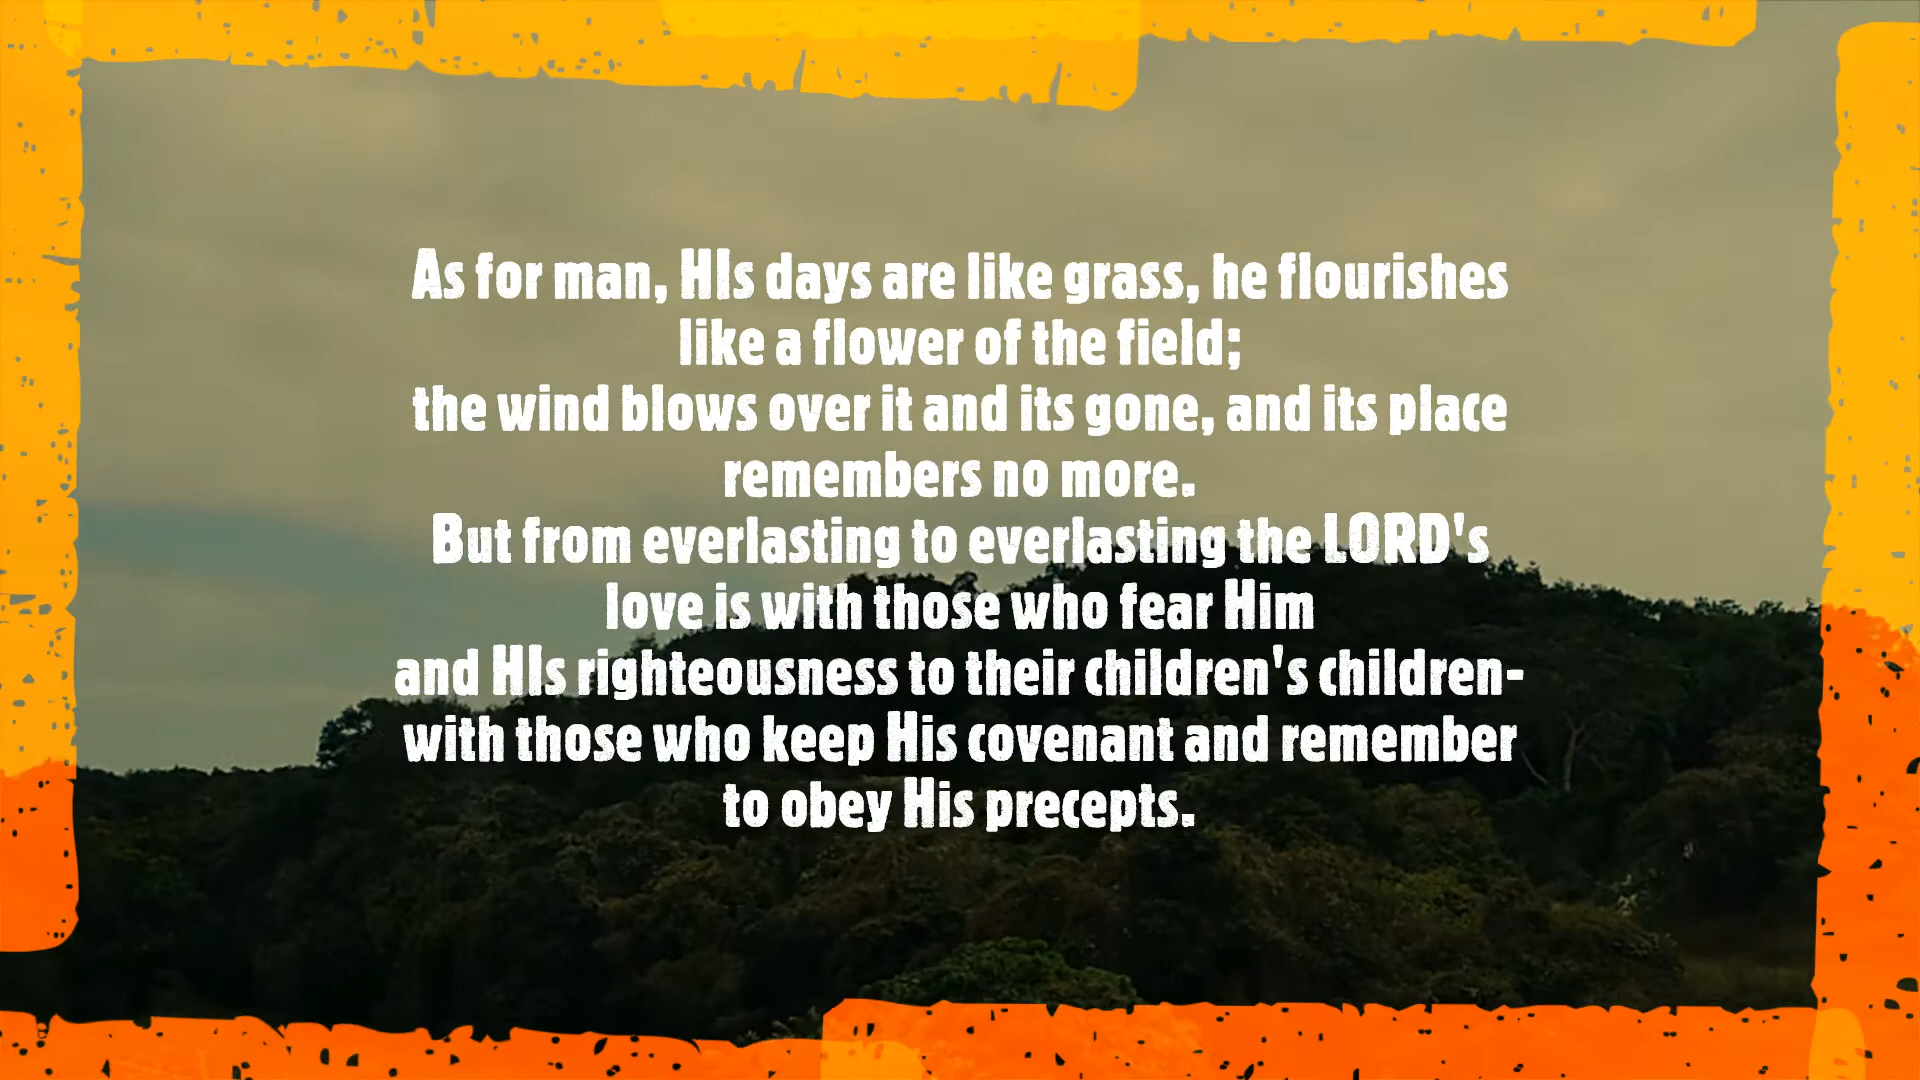 As for man, HIs days are like grass, he flourishes
like a flower of the field;
the wind blows over it and its gone, and its place
remembers no more.
But from everlasting to everlasting the LORD's
love is with those who fear Him
and HIs righteousness to their children's children-
with those who keep His covenant and remember
to obey His precepts.